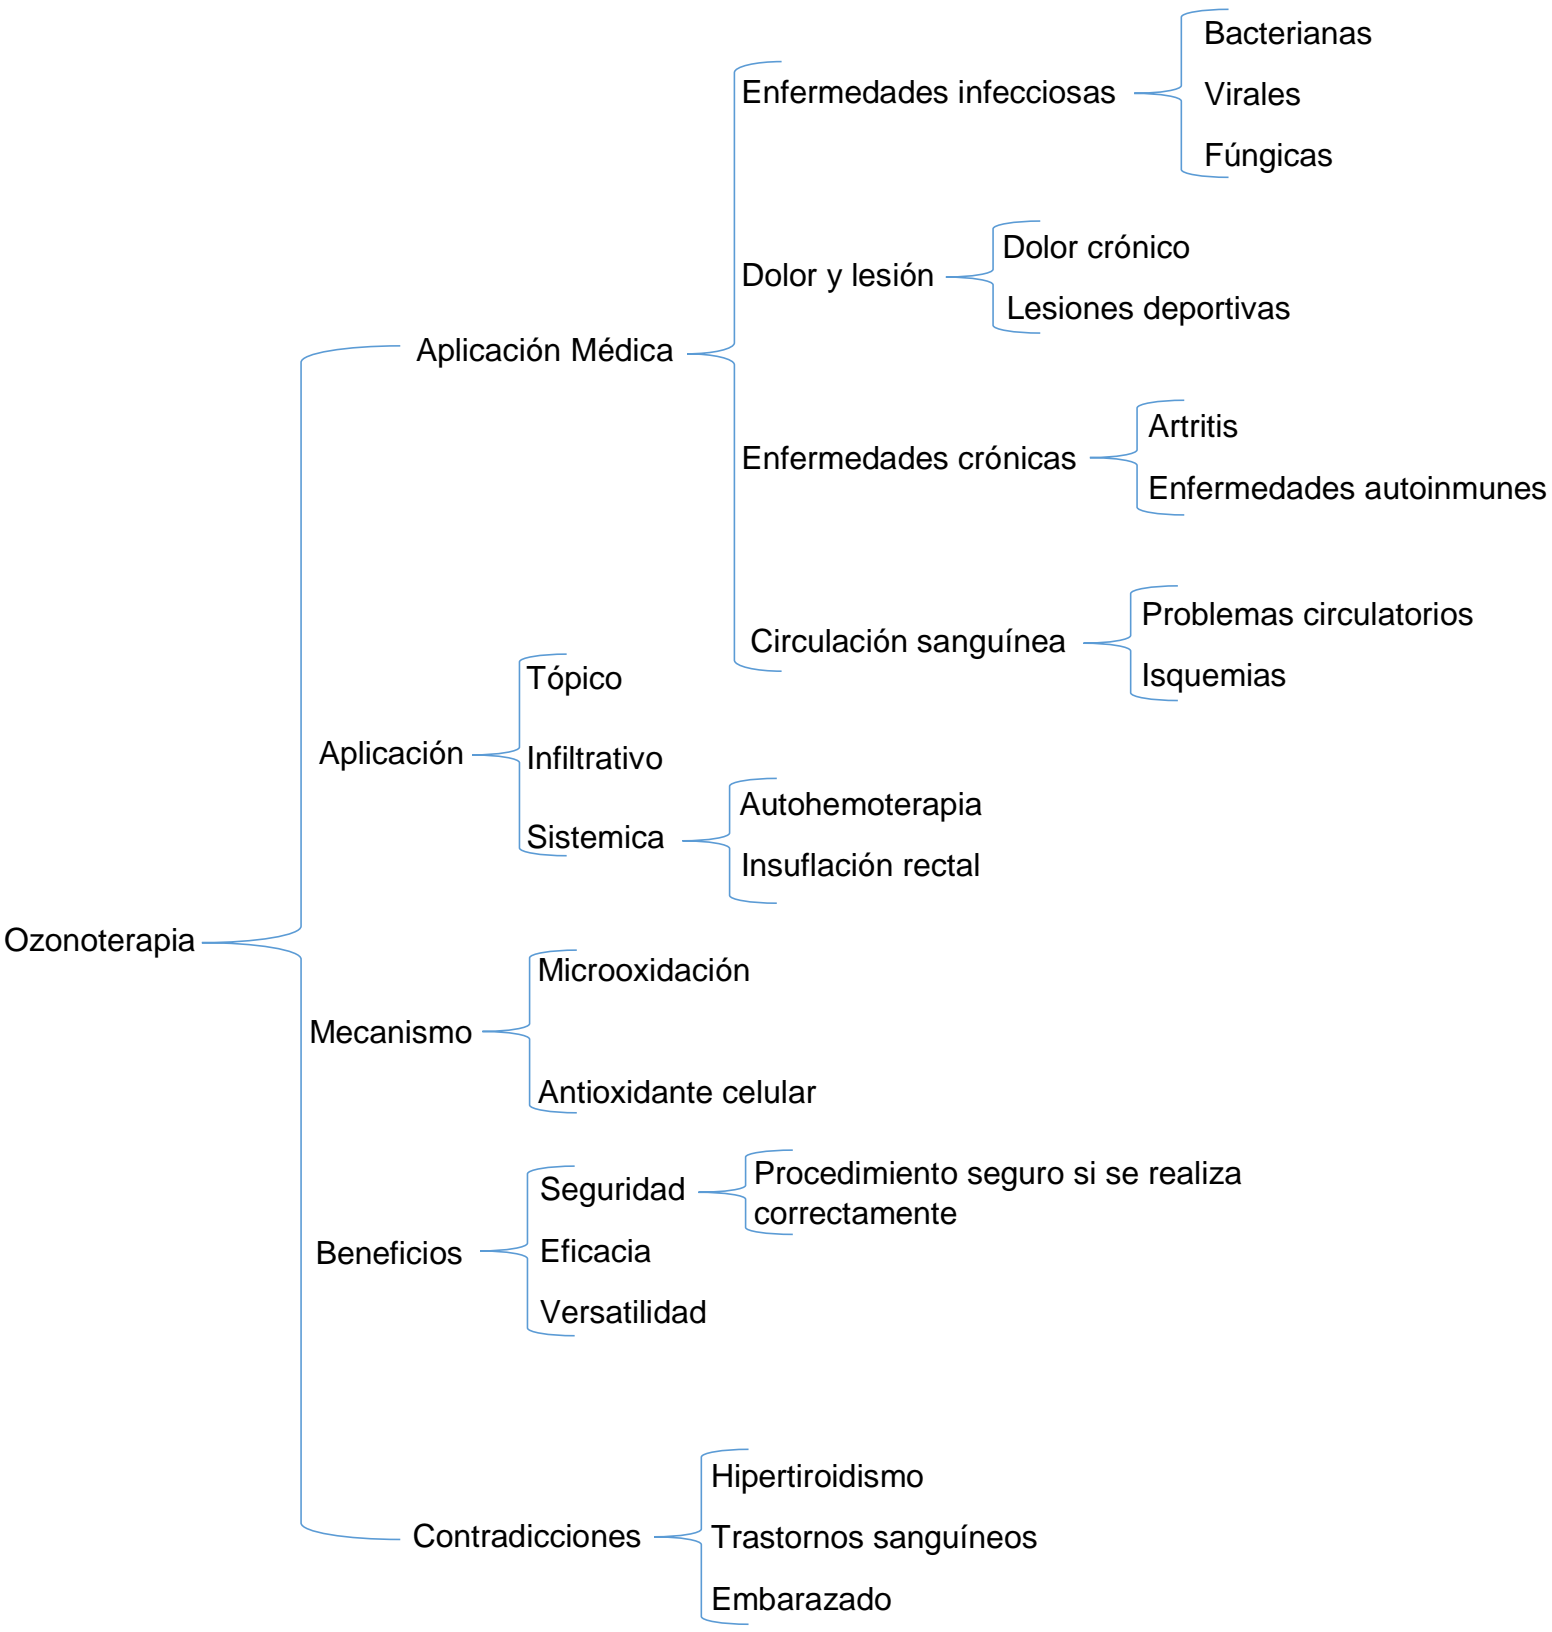 Ozonoterapia
Aplicación Médica
Enfermedades infecciosas
Bacterianas
Virales
Fúngicas
Dolor y lesión
Dolor crónico
Lesiones deportivas
Enfermedades crónicas
Artritis
Enfermedades autoinmunes
Circulación sanguínea
Problemas circulatorios
Isquemias
Aplicación
Tópico
Infiltrativo
Sistemica
Autohemoterapia
Insuflación rectal
Mecanismo
Microoxidación
Antioxidante celular
Beneficios
Seguridad
Procedimiento seguro si se realiza
correctamente
Eficacia
Versatilidad
Contradicciones
Hipertiroidismo
Trastornos sanguíneos
Embarazado